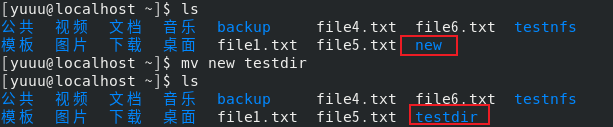 [yuuu@localhost ~]$ ls
公共 视频 文档 音乐 backup file4.txt file6.txt testnfs
模板 图片 下载 桌面 file1.txt file5.txt new
[yuuu@localhost ~]$ mv new testdir
[yuuu@localhost ~]$ ls
公共 视频 文档 音乐 backup file4.txt file6.txt testnfs
模板 图片 下载 桌面 file1.txt file5.txt testdir